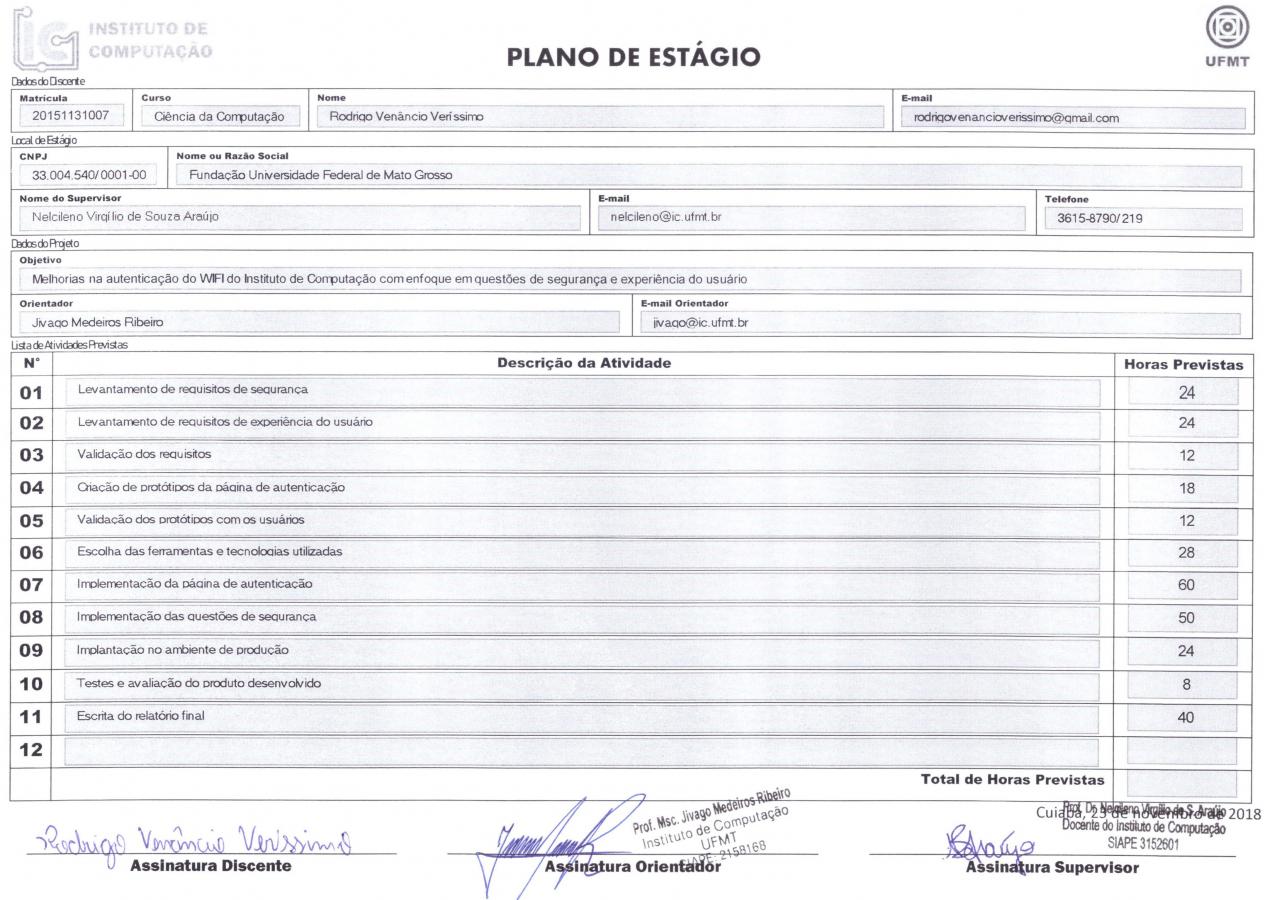 INSTITUTO DE
COMPUTAÇÃO
PLANO DE ESTÁGIO
UFMT
Dados do Discente
Matrícula Curso Nome E-mail
20151131007 Ciência da Computação Rodrigo Venâncio Veríssimo rodrigovenancioverissimo@gmail.com
Local de Estágio
CNPJ Nome ou Razão Social
33.004.540/0001-00 Fundação Universidade Federal de Mato Grosso
Nome do Supervisor E-mail Telefone
Nelcileno Virgílio de Souza Araújo nelcileno@ic.ufmt.br 3615-8790/219
Dados do Projeto
Objetivo
Melhorias na autenticação do WIFI do Instituto de Computação com enfoque em questões de segurança e experiência do usuário
Orientador E-mail Orientador
Jivago Medeiros Ribeiro jivago@ic.ufmt.br
Lista de Atividades Previstas
N° Descrição da Atividade Horas Previstas
01 Levantamento de requisitos de segurança 24
02 Levantamento de requisitos de experiência do usuário 24
03 Validação dos requisitos 12
04 Criação de protótipos da página de autenticação 18
05 Validação dos protótipos com os usuários 12
06 Escolha das ferramentas e tecnologias utilizadas 28
07 Implementação da página de autenticação 60
08 Implementação das questões de segurança 50
09 Implantação no ambiente de produção 24
10 Testes e avaliação do produto desenvolvido 8
11 Escrita do relatório final 40
12
Total de Horas Previstas
Cuiabá, 23 de novembro de 2018
Rodrigo Venâncio Veríssimo
Assinatura Discente
Prof. Msc. Jivago Medeiros Ribeiro
Instituto de Computação
UFMT
SIAPE: 2158168
Assinatura Orientador
Prof. Dr. Nelcileno Virgílio de S. Araújo
Docente do Instituto de Computação
SIAPE 3152601
Araújo
Assinatura Supervisor